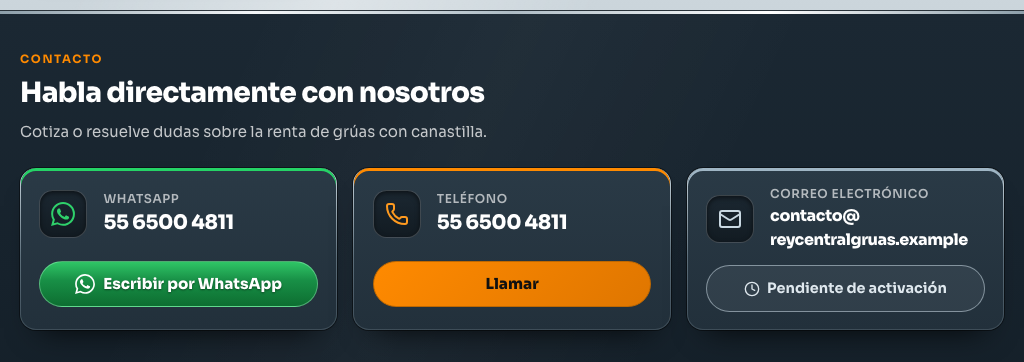 CONTACTO
Habla directamente con nosotros
Cotiza o resuelve dudas sobre la renta de grúas con canastilla.
WHATSAPP
55 6500 4811
Escribir por WhatsApp
TELÉFONO
55 6500 4811
Llamar
CORREO ELECTRÓNICO
contacto@
reycentralgruas.example
Pendiente de activación